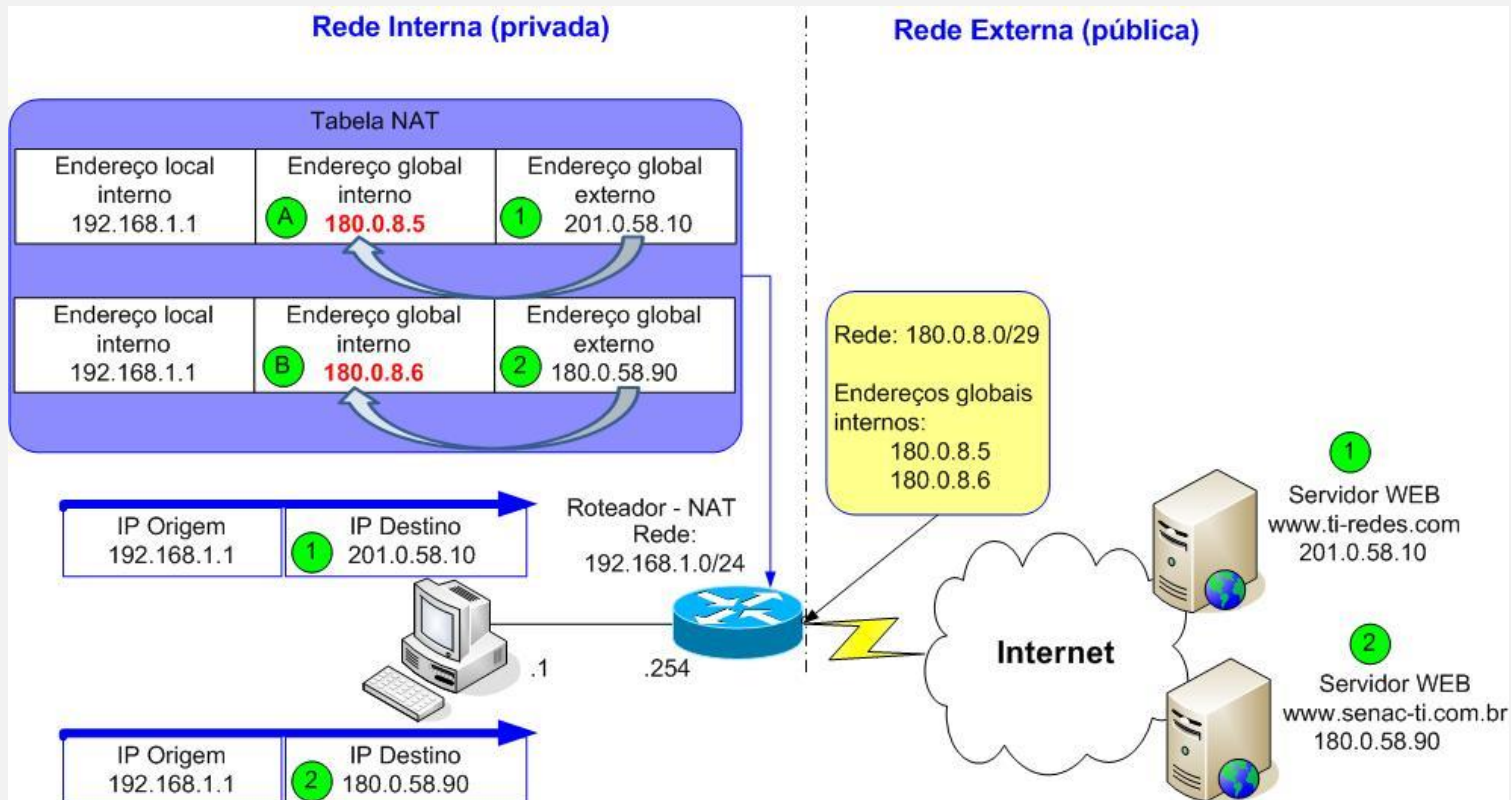 Rede Interna (privada)
Rede Externa (pública)
Tabela NAT
Endereço local
interno
192.168.1.1
Endereço global
interno
A
180.0.8.5
Endereço global
externo
1
201.0.58.10
Endereço local
interno
192.168.1.1
Endereço global
interno
B
180.0.8.6
Endereço global
externo
2
180.0.58.90
Rede: 180.0.8.0/29
Endereços globais
internos:
180.0.8.5
180.0.8.6
IP Origem
192.168.1.1
IP Destino
1
201.0.58.10
Roteador - NAT
Rede:
192.168.1.0/24
.1
.254
Internet
1
Servidor WEB
www.ti-redes.com
201.0.58.10
2
Servidor WEB
www.senac-ti.com.br
180.0.58.90
IP Origem
192.168.1.1
IP Destino
2
180.0.58.90